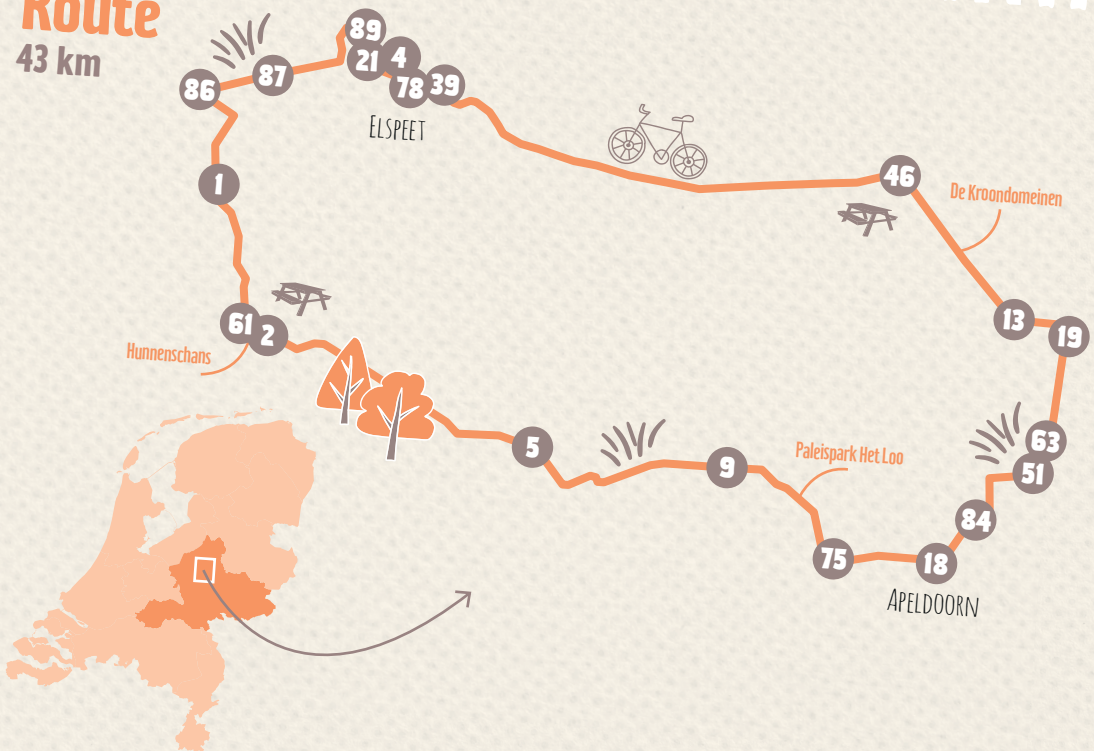 Route
43 km
89
21
4
78
39
86
87
Elspeet
1
46
De Kroondomeinen
61
2
Hunnenschans
13
19
5
9
Paleispark Het Loo
63
51
84
75
18
Apeldoorn